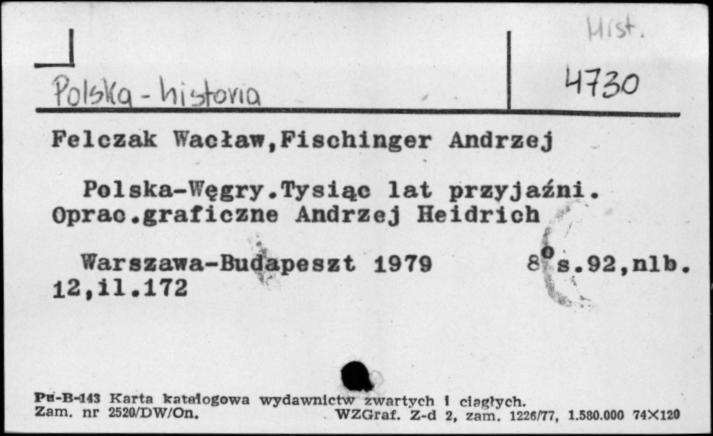 Hist.
Polska-historia
4730
Felczak Wacław,Fischinger Andrzej
Polska-Węgry.Tysiąc lat przyjaźni.
Oprac.graficzne Andrzej Heidrich
Warszawa-Budapeszt 1979 8° s.92,nlb.
12,il.172
Pu-B-143 Karta katalogowa wydawnictw zwartych i ciągłych.
Zam. nr 2520/DW/On. WZGraf. Z-d 2, zam. 1226/77, 1.580.000 74×120